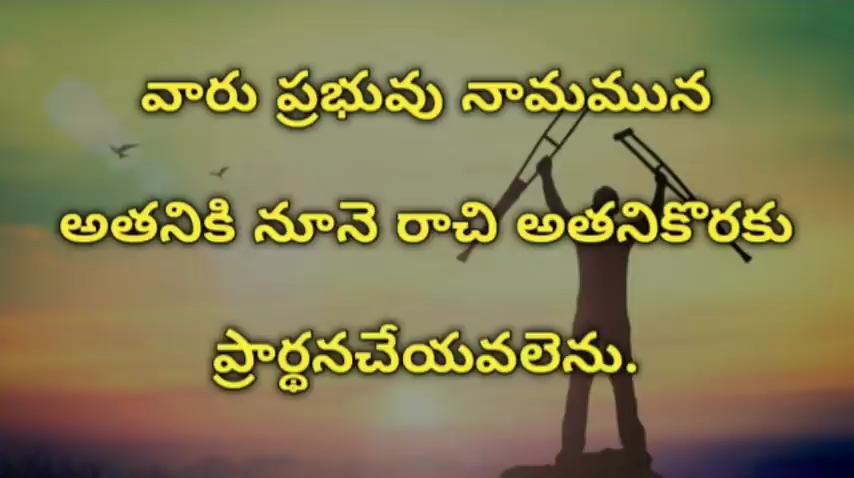 వారు ప్రభువు నామమున
అతనికి నూనె రాచి అతనికొరకు
ప్రార్థనచేయవలెను.